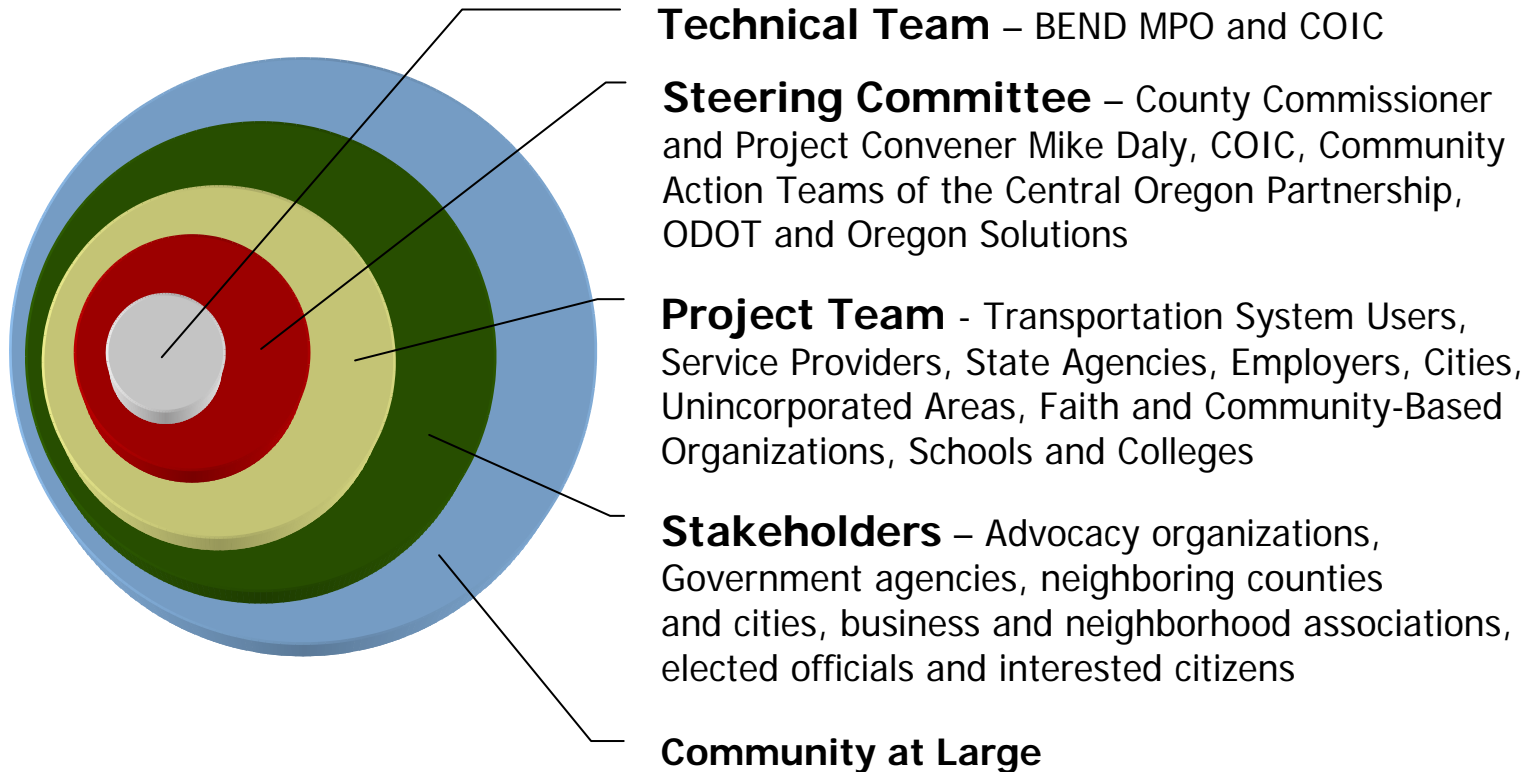 Technical Team – BEND MPO and COIC
Steering Committee – County Commissioner
and Project Convener Mike Daly, COIC, Community
Action Teams of the Central Oregon Partnership,
ODOT and Oregon Solutions
Project Team - Transportation System Users,
Service Providers, State Agencies, Employers, Cities,
Unincorporated Areas, Faith and Community-Based
Organizations, Schools and Colleges
Stakeholders – Advocacy organizations,
Government agencies, neighboring counties
and cities, business and neighborhood associations,
elected officials and interested citizens
Community at Large